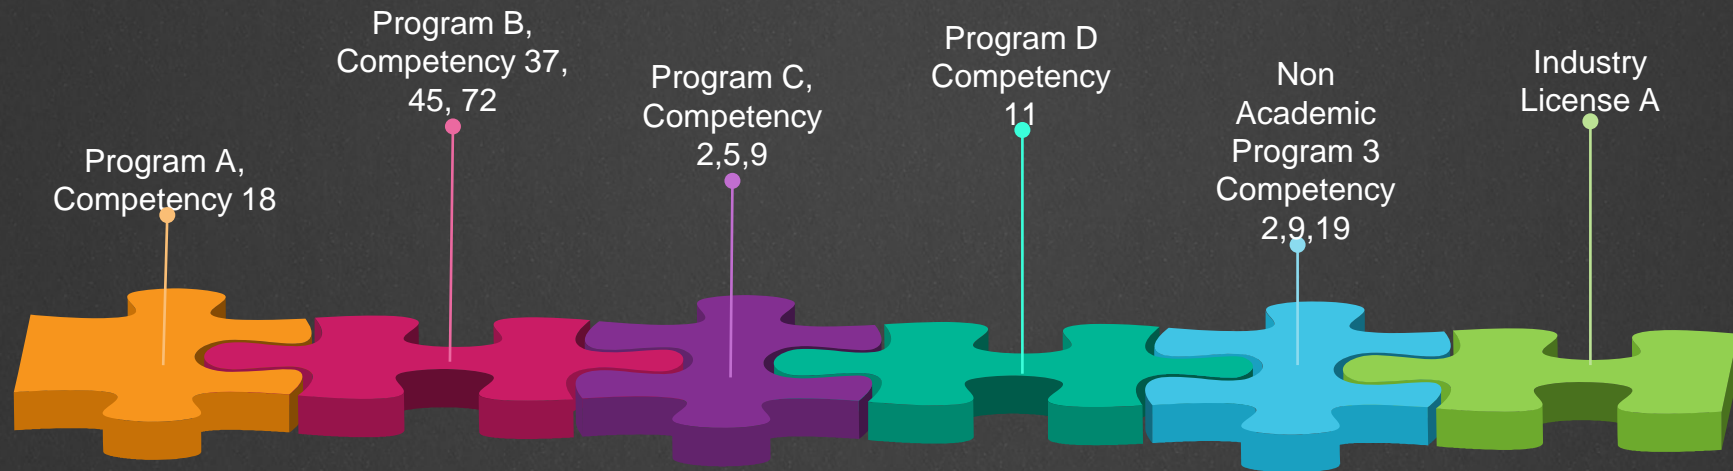 Program A,
Competency 18
Program B,
Competency 37,
45, 72
Program C,
Competency
2,5,9
Program D
Competency
11
Non
Academic
Program 3
Competency
2,9,19
Industry
License A